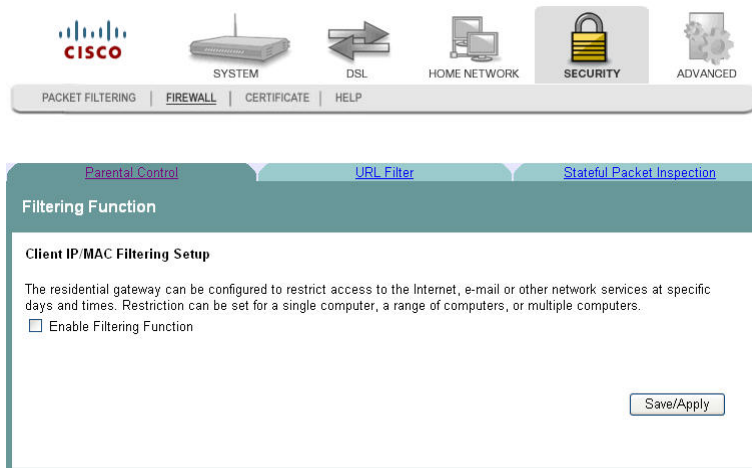 CISCO
SYSTEM
DSL
HOME NETWORK
SECURITY
ADVANCED
PACKET FILTERING | FIREWALL | CERTIFICATE | HELP
Parental Control
URL Filter
Stateful Packet Inspection
Filtering Function
Client IP/MAC Filtering Setup
The residential gateway can be configured to restrict access to the Internet, e-mail or other network services at specific
days and times. Restriction can be set for a single computer, a range of computers, or multiple computers.
Enable Filtering Function
Save/Apply